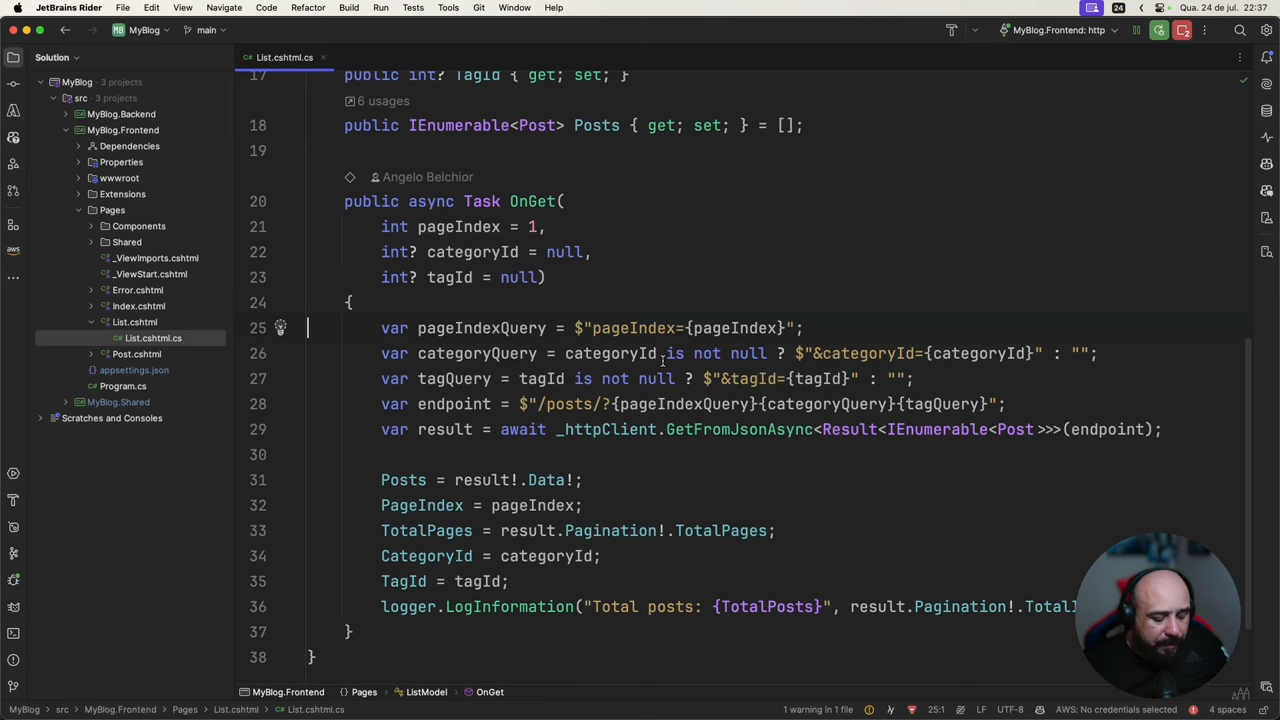 JetBrains Rider File Edit View Navigate Code Refactor Build Run Tests Tools Git Window Help 24 Qua. 24 de jul. 22:37
MB MyBlog main MyBlog.Frontend: http 2
Solution List.cshtml.cs
MyBlog 3 projects
src 3 projects
MyBlog.Backend
MyBlog.Frontend
Dependencies
Properties
wwwroot
Extensions
Pages
Components
Shared
_ViewImports.cshtml
_ViewStart.cshtml
Error.cshtml
Index.cshtml
List.cshtml
List.cshtml.cs
Post.cshtml
appsettings.json
Program.cs
MyBlog.Shared
Scratches and Consoles
aws
17 public int? TagId { get; set; }
6 usages
18 public IEnumerable<Post> Posts { get; set; } = [];
19
Angelo Belchior
20 public async Task OnGet(
21 int pageIndex = 1,
22 int? categoryId = null,
23 int? tagId = null)
24 {
25 var pageIndexQuery = $"pageIndex={pageIndex}";
26 var categoryQuery = categoryId is not null ? $"&categoryId={categoryId}" : "";
27 var tagQuery = tagId is not null ? $"&tagId={tagId}" : "";
28 var endpoint = $"/posts/?{pageIndexQuery}{categoryQuery}{tagQuery}";
29 var result = await _httpClient.GetFromJsonAsync<Result<IEnumerable<Post>>>(endpoint);
30
31 Posts = result!.Data!;
32 PageIndex = pageIndex;
33 TotalPages = result.Pagination!.TotalPages;
34 CategoryId = categoryId;
35 TagId = tagId;
36 logger.LogInformation("Total posts: {TotalPosts}", result.Pagination!.Total
37 }
38 }
MyBlog.Frontend Pages ListModel OnGet
MyBlog src MyBlog.Frontend Pages List.cshtml List.cshtml.cs 1 warning in 1 file 25:1 LF UTF-8 AWS: No credentials selected 4 spaces